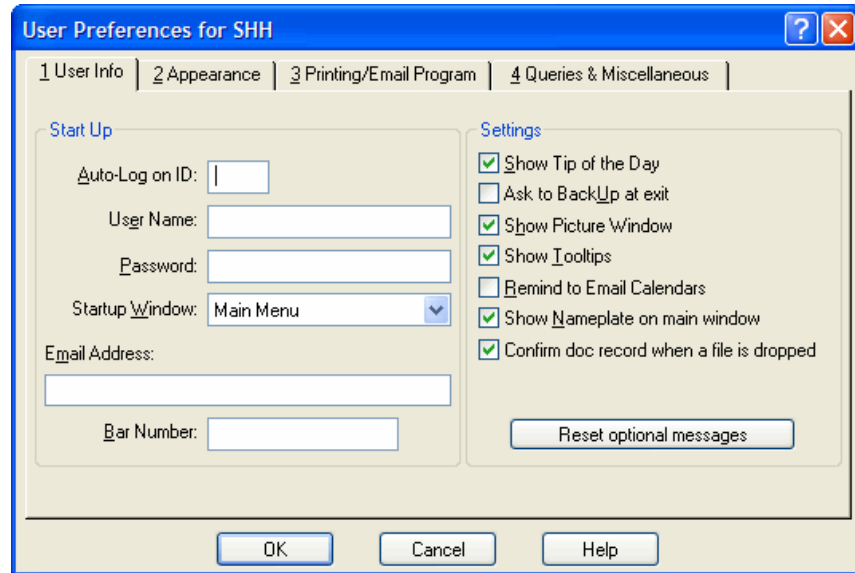 User Preferences for SHH
1 User Info
2 Appearance
3 Printing/Email Program
4 Queries & Miscellaneous
Start Up
Auto-Log on ID:
User Name:
Password:
Startup Window: Main Menu
Email Address:
Bar Number:
Settings
Show Tip of the Day
Ask to BackUp at exit
Show Picture Window
Show Tooltips
Remind to Email Calendars
Show Nameplate on main window
Confirm doc record when a file is dropped
Reset optional messages
OK
Cancel
Help